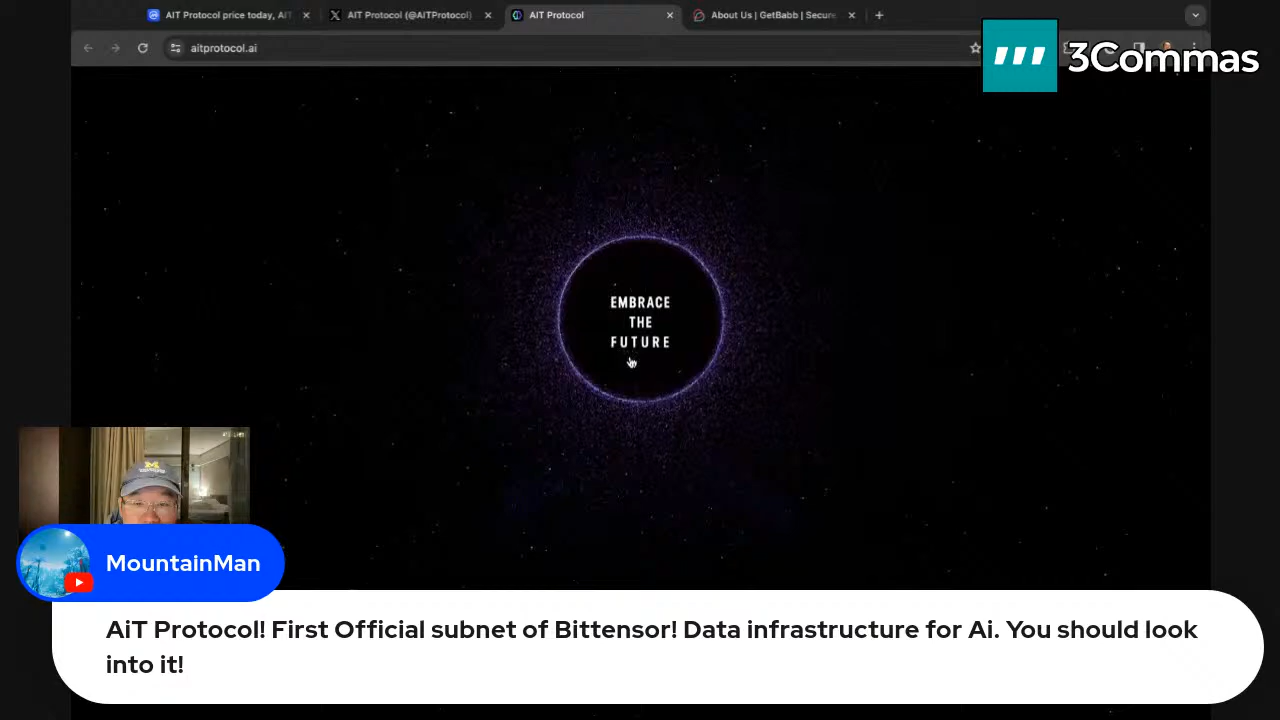 AIT Protocol price today, AIT
AIT Protocol (@AITProtocol)
AIT Protocol
About Us | GetBabb | Secure
aitprotocol.ai
3Commas
EMBRACE
THE
FUTURE
MountainMan
AiT Protocol! First Official subnet of Bittensor! Data infrastructure for Ai. You should look
into it!